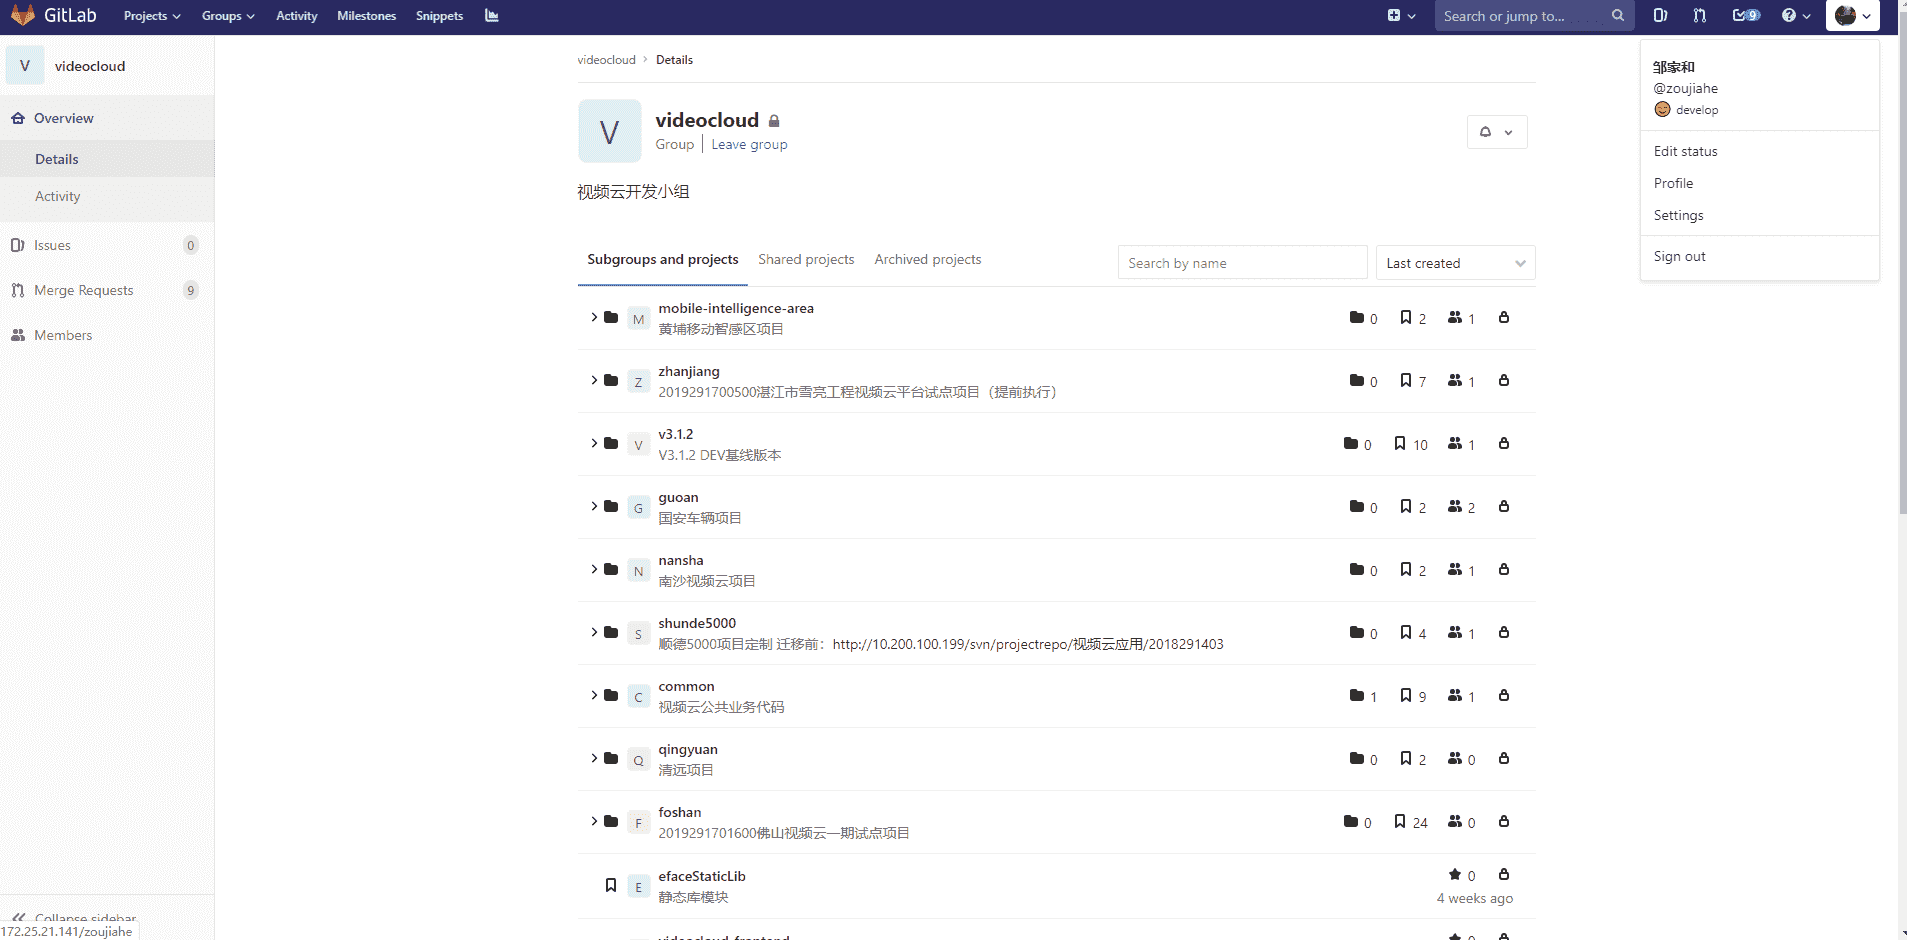 GitLab Projects Groups Activity Milestones Snippets Search or jump to... 9
V videocloud
Overview
Details
Activity
Issues 0
Merge Requests 9
Members
Collapse sidebar
172.25.21.141/zoujiahe
videocloud > Details
V videocloud
Group Leave group
视频云开发小组
Subgroups and projects Shared projects Archived projects Search by name Last created
M mobile-intelligence-area 0 2 1
黄埔移动智感区项目
Z zhanjiang 0 7 1
2019291700500湛江市雪亮工程视频云平台试点项目（提前执行）
V v3.1.2 0 10 1
V3.1.2 DEV基线版本
G guoan 0 2 2
国安车辆项目
N nansha 0 2 1
南沙视频云项目
S shunde5000 0 4 1
顺德5000项目定制 迁移前：http://10.200.100.199/svn/projectrepo/视频云应用/2018291403
C common 1 9 1
视频云公共业务代码
Q qingyuan 0 2 0
清远项目
F foshan 0 24 0
2019291701600佛山视频云一期试点项目
E efaceStaticLib 0
静态库模块 4 weeks ago
videocloud-frontend 0
邹家和
@zoujiahe
develop
Edit status
Profile
Settings
Sign out